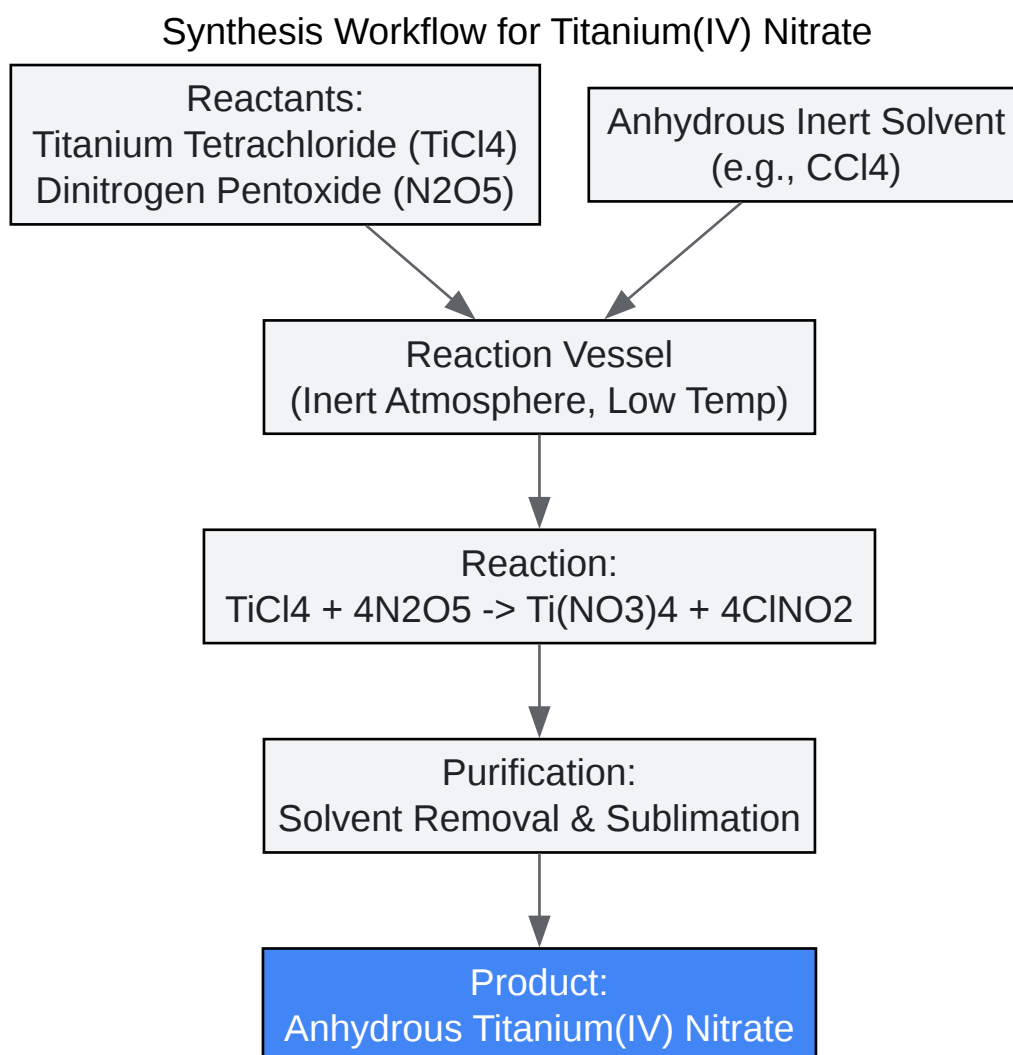 Synthesis Workflow for Titanium(IV) Nitrate
Reactants:
Titanium Tetrachloride (TiCl4)
Dinitrogen Pentoxide (N2O5)
Anhydrous Inert Solvent
(e.g., CCl4)
Reaction Vessel
(Inert Atmosphere, Low Temp)
Reaction:
TiCl4 + 4N2O5 -> Ti(NO3)4 + 4ClNO2
Purification:
Solvent Removal & Sublimation
Product:
Anhydrous Titanium(IV) Nitrate